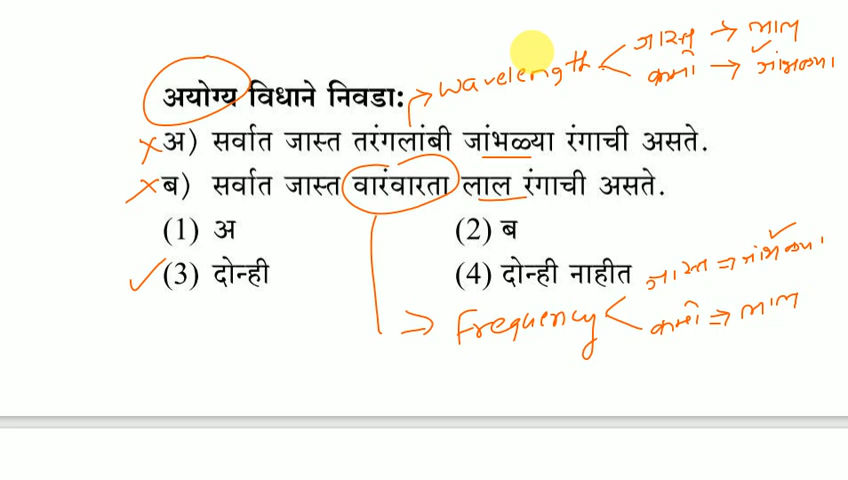 जास्त → लाल
Wavelength < कमी → जांभळा
अयोग्य विधाने निवडा:
अ) सर्वात जास्त तरंगलांबी जांभळ्या रंगाची असते.
ब) सर्वात जास्त वारंवारता लाल रंगाची असते.
(1) अ (2) ब
(3) दोन्ही (4) दोन्ही नाहीत
जास्त ⇒ जांभळा
⇒ Frequency < कमी ⇒ लाल